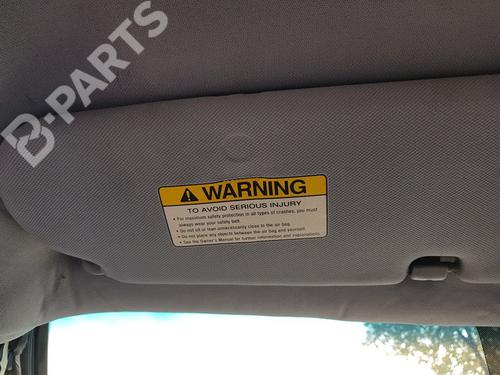 B-PARTS
WARNING
TO AVOID SERIOUS INJURY
• For maximum safety protection in all types of crashes, you must
always wear your safety belt.
• Do not sit or lean unnecessarily close to the air bag.
• Do not place any objects between the air bag and yourself.
• See the Owner's Manual for further information and explanations.